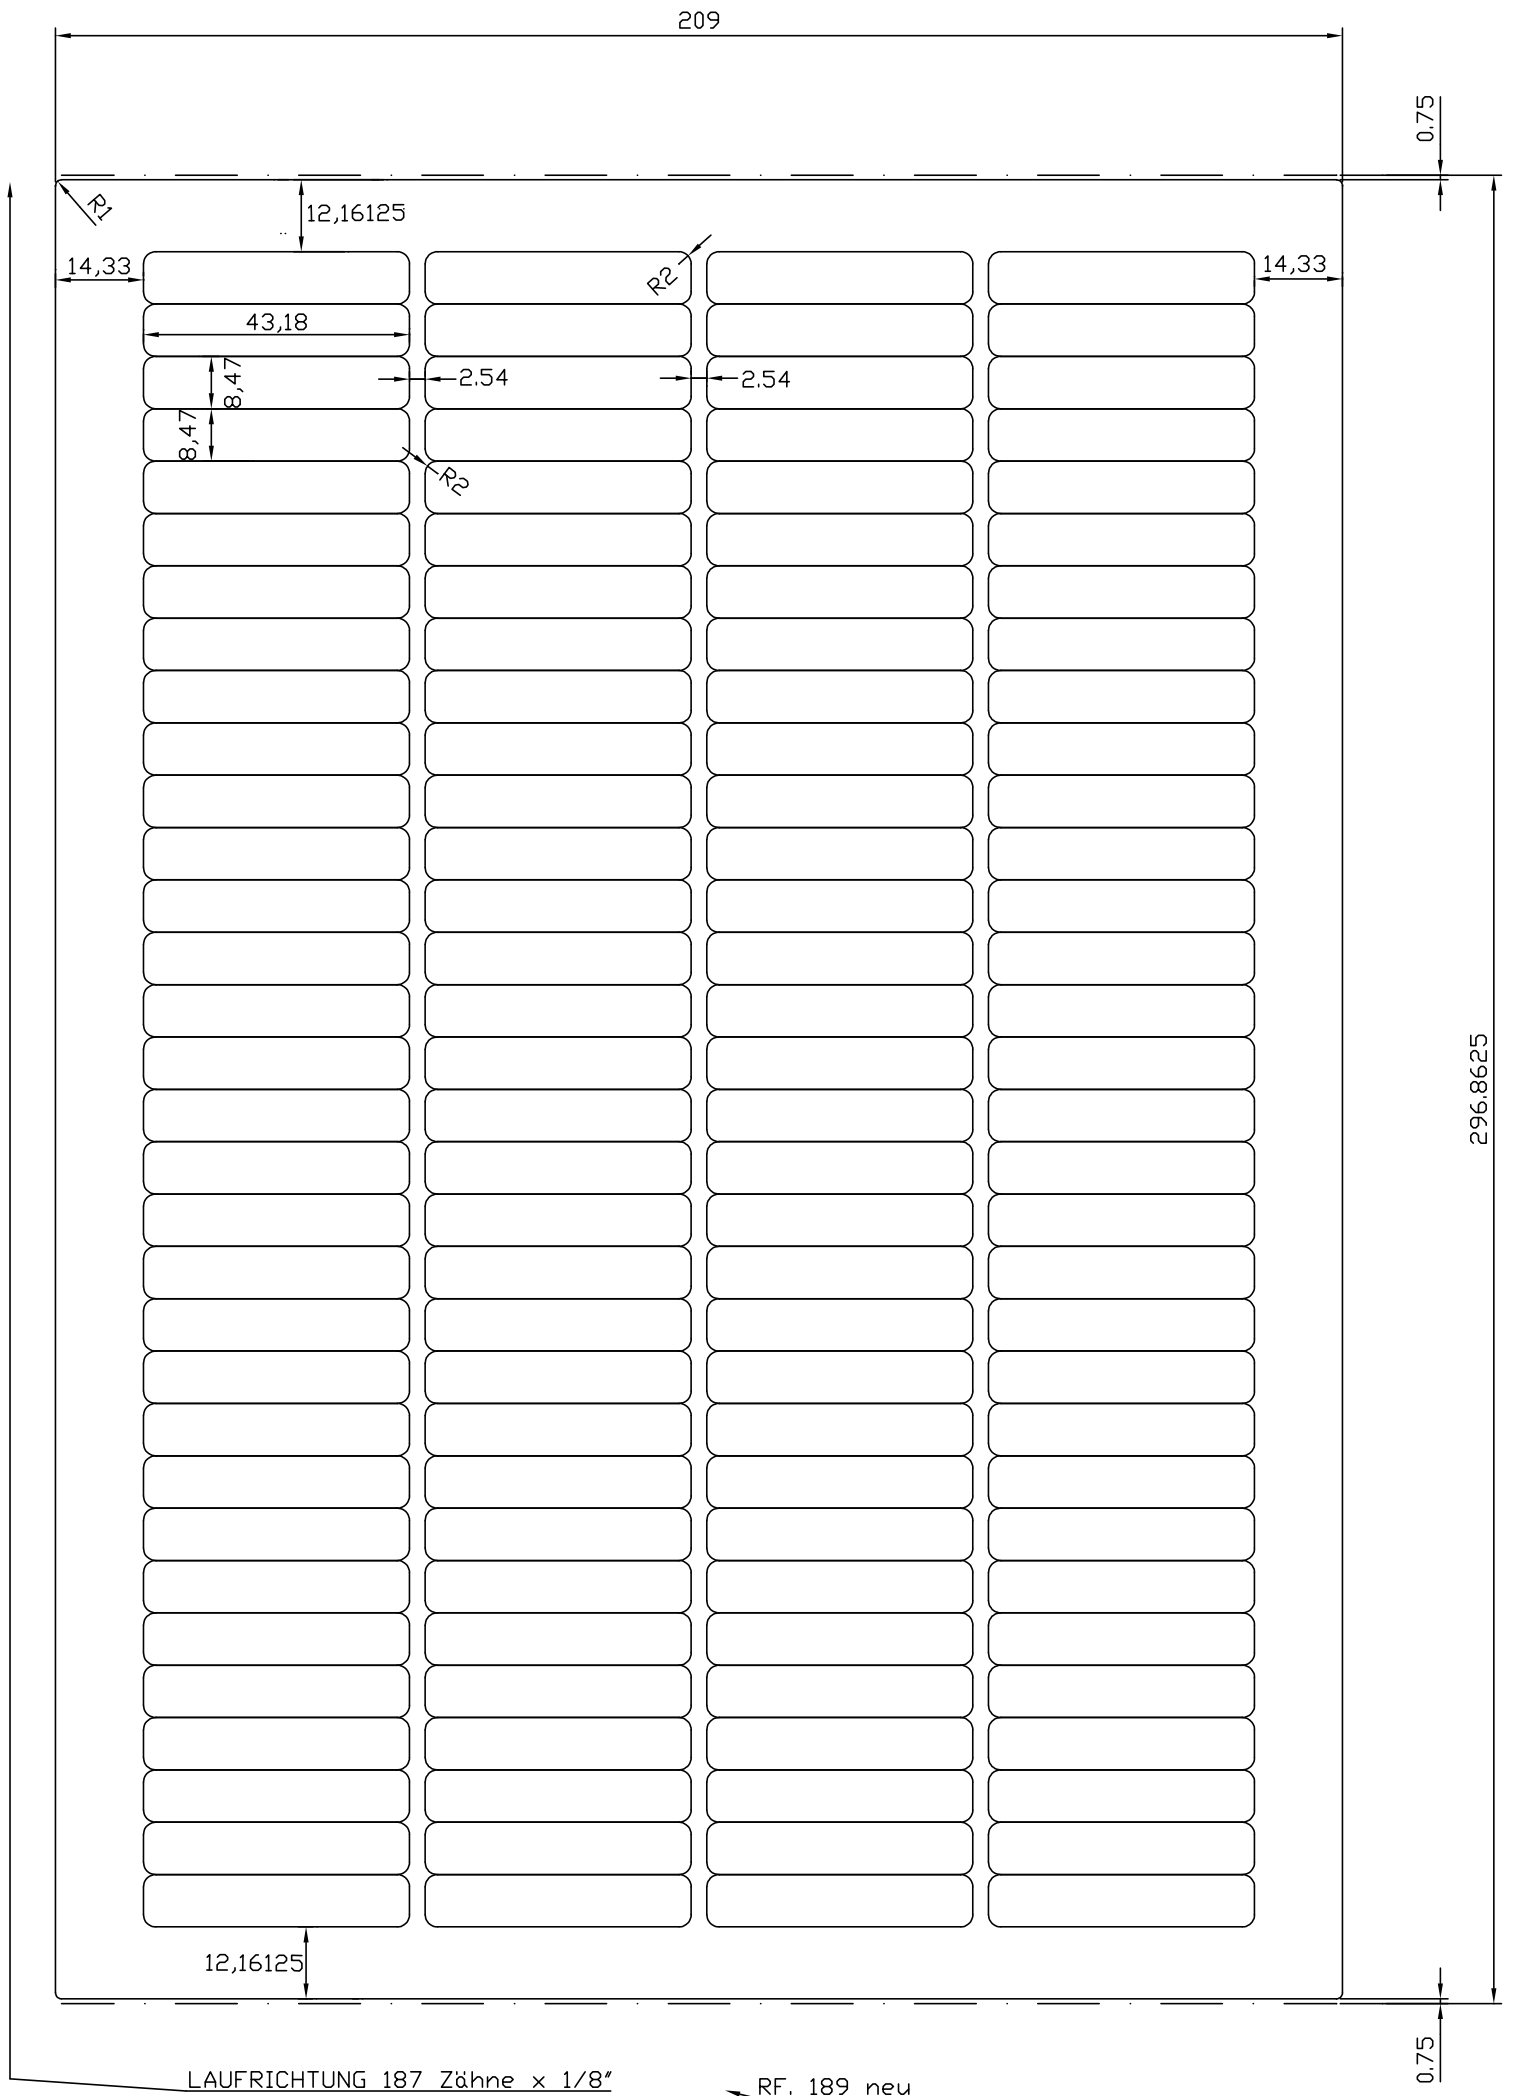 209
0.75
R1
12,16125
R2
14,33
14,33
43,18
8,47
2.54
2.54
8,47
R2
296.8625
12,16125
0.75
LAUFRICHTUNG 187 Zähne x 1/8"
RF. 189 neu